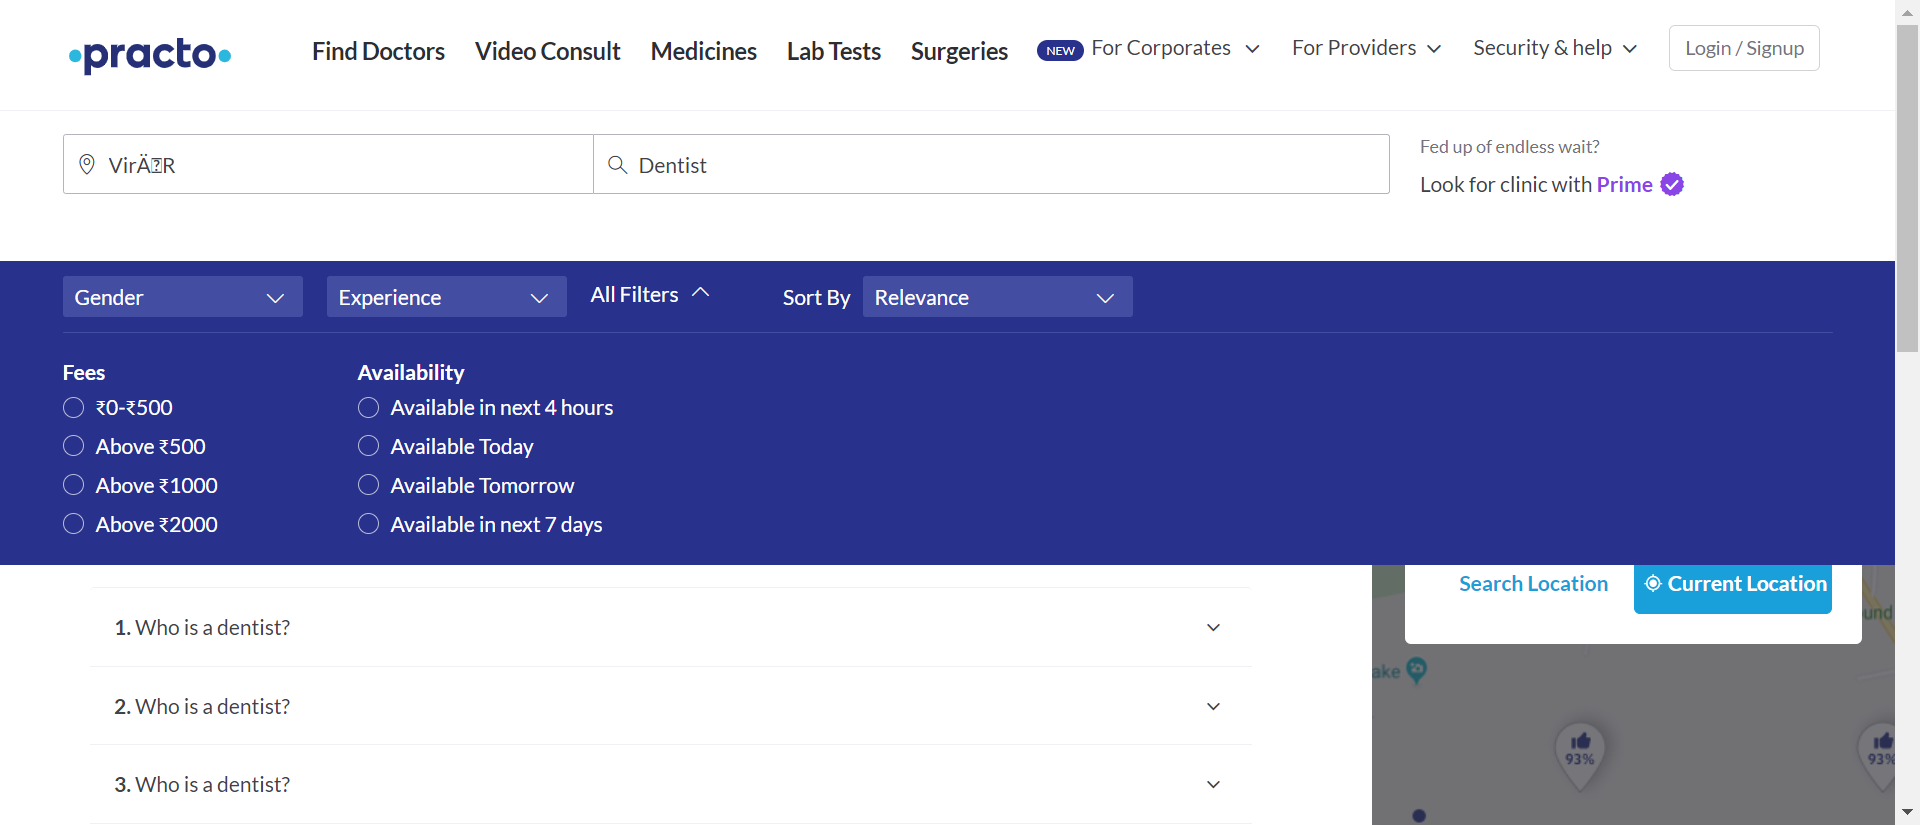 practo
Find Doctors
Video Consult
Medicines
Lab Tests
Surgeries
NEW
For Corporates
For Providers
Security & help
Login / Signup
Dentist
Fed up of endless wait?
Look for clinic with Prime
Gender
Experience
All Filters
Sort By
Relevance
Fees
₹0-₹500
Above ₹500
Above ₹1000
Above ₹2000
Availability
Available in next 4 hours
Available Today
Available Tomorrow
Available in next 7 days
Search Location
Current Location
1. Who is a dentist?
2. Who is a dentist?
3. Who is a dentist?
93%
93%